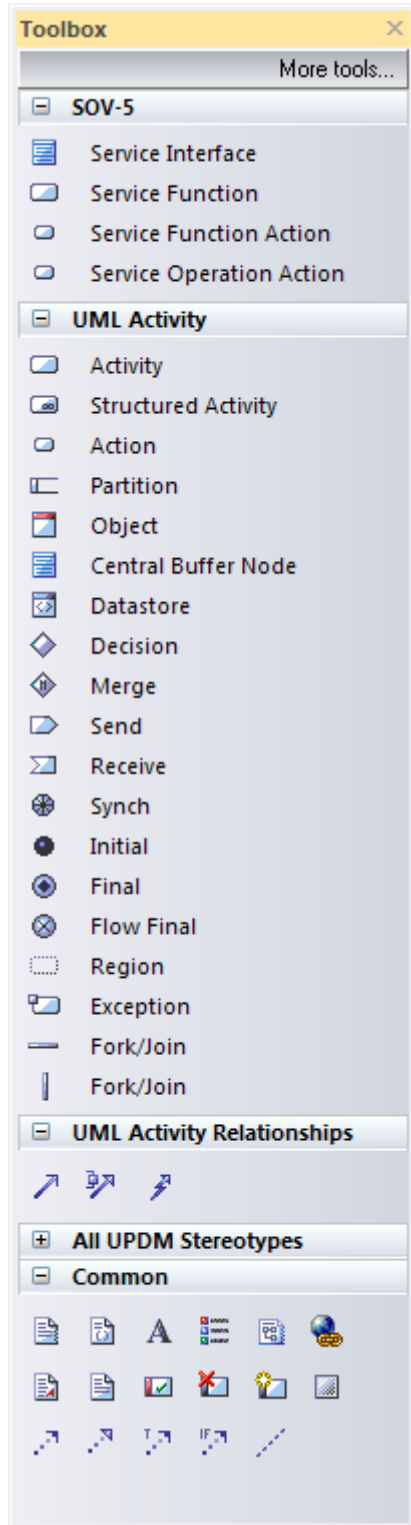 Toolbox
More tools...
SOV-5
Service Interface
Service Function
Service Function Action
Service Operation Action
UML Activity
Activity
Structured Activity
Action
Partition
Object
Central Buffer Node
Datastore
Decision
Merge
Send
Receive
Synch
Initial
Final
Flow Final
Region
Exception
Fork/Join
Fork/Join
UML Activity Relationships
All UPDM Stereotypes
Common
A
T IF